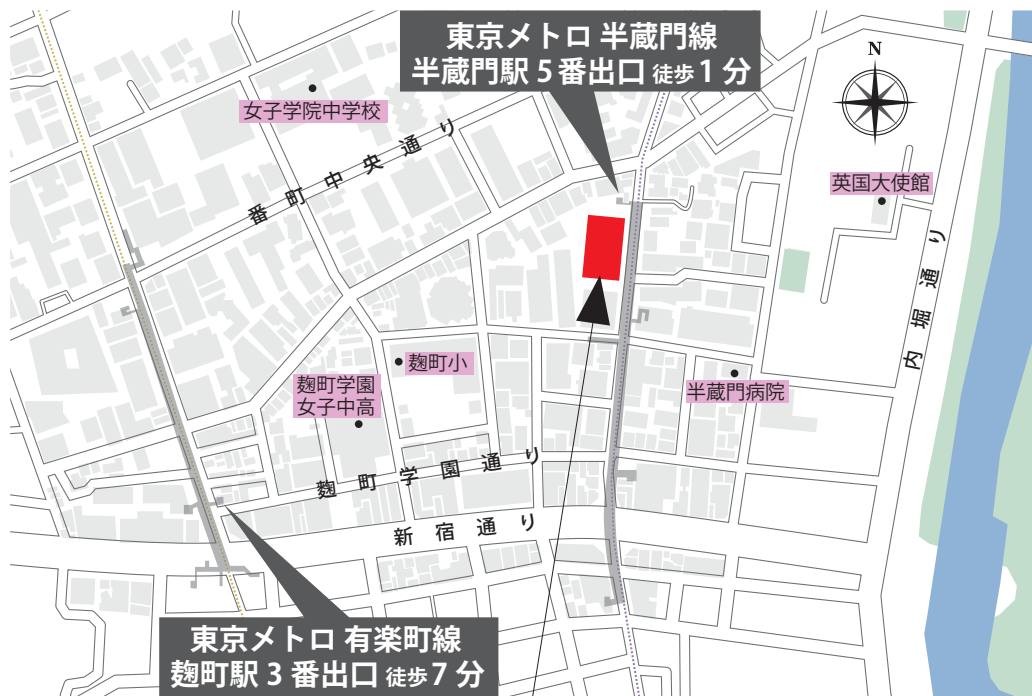 東京メトロ 半蔵門線
半蔵門駅 5 番出口 徒歩 1 分
N
女子学院中学校
番町中央通り
英国大使館
内堀通り
麹町小
麹町学園
女子中高
半蔵門病院
麹町学園通り
新宿通り
東京メトロ 有楽町線
麹町駅 3 番出口 徒歩 7 分